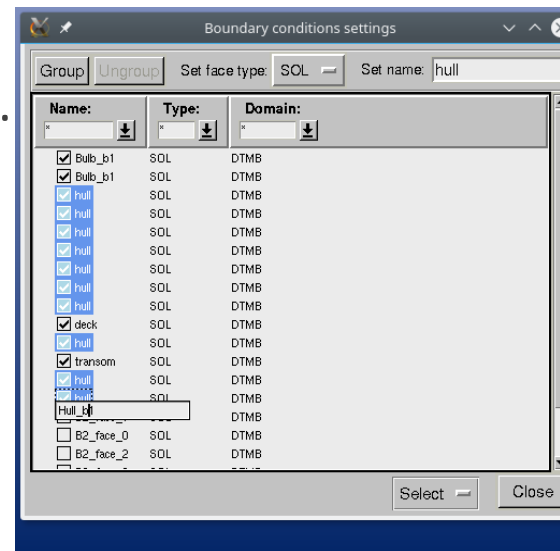 Boundary conditions settings
Group Ungroup Set face type: SOL Set name: hull
Name: Type: Domain:
* * *
Bulb_b1 SOL DTMB
Bulb_b1 SOL DTMB
hull SOL DTMB
hull SOL DTMB
hull SOL DTMB
hull SOL DTMB
hull SOL DTMB
hull SOL DTMB
hull SOL DTMB
deck SOL DTMB
hull SOL DTMB
transom SOL DTMB
hull SOL DTMB
hull SOL DTMB
Hull_b1 SOL DTMB
B2_face_0 SOL DTMB
B2_face_2 SOL DTMB
Select Close